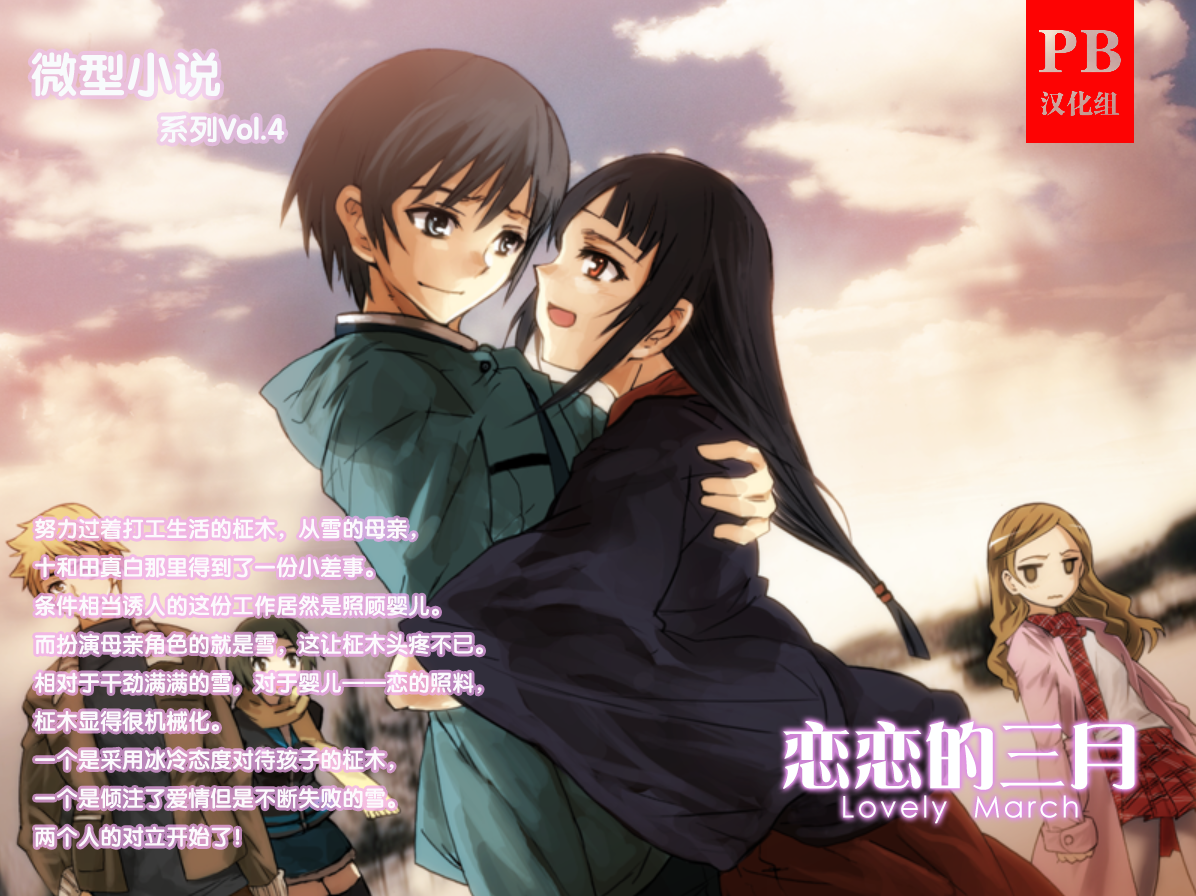 微型小说
系列Vol.4
PB
汉化组
努力过着打工生活的柾木，从雪的母亲，
十和田真白那里得到了一份小差事。
条件相当诱人的这份工作居然是照顾婴儿。
而扮演母亲角色的就是雪，这让柾木头疼不已。
相对于干劲满满的雪，对于婴儿——恋的照料，
柾木显得很机械化。
一个是采用冰冷态度对待孩子的柾木，
一个是倾注了爱情但是不断失败的雪。
两个人的对立开始了！
恋恋的三月
Lovely March